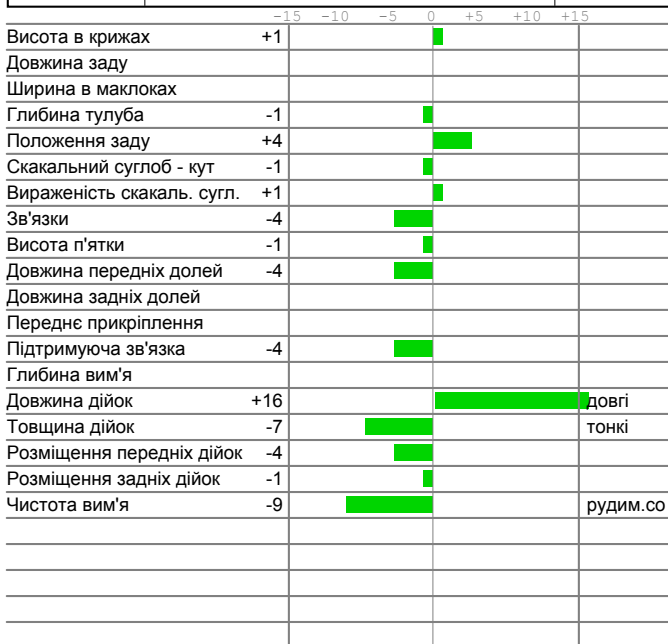 -15 -10 -5 0 +5 +10 +15
Висота в крижах +1
Довжина заду
Ширина в маклоках
Глибина тулуба -1
Положення заду +4
Скакальний суглоб - кут -1
Вираженість скакаль. сугл. +1
Зв'язки -4
Висота п'ятки -1
Довжина передніх долей -4
Довжина задніх долей
Переднє прикріплення
Підтримуюча зв'язка -4
Глибина вим'я
Довжина дійок +16 довгі
Товщина дійок -7 тонкі
Розміщення передніх дійок -4
Розміщення задніх дійок -1
Чистота вим'я -9 рудим.со